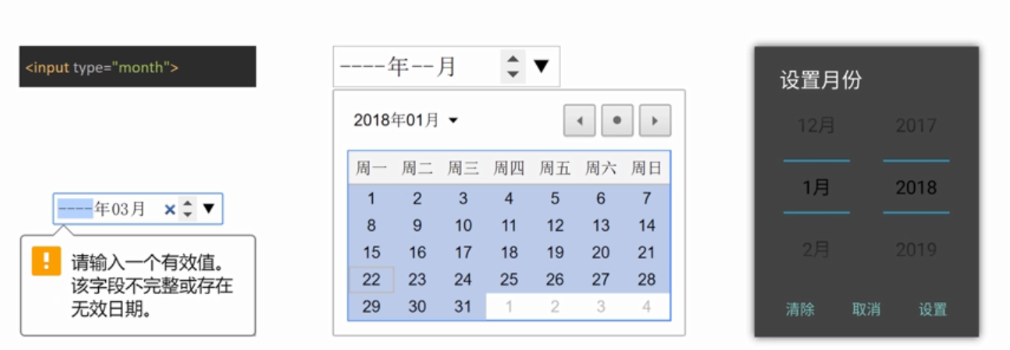 <input type="month">
----年03月
请输入一个有效值。
该字段不完整或存在
无效日期。
----年--月
2018年01月
周一 周二 周三 周四 周五 周六 周日
1 2 3 4 5 6 7
8 9 10 11 12 13 14
15 16 17 18 19 20 21
22 23 24 25 26 27 28
29 30 31 1 2 3 4
设置月份
12月 2017
1月 2018
2月 2019
清除 取消 设置